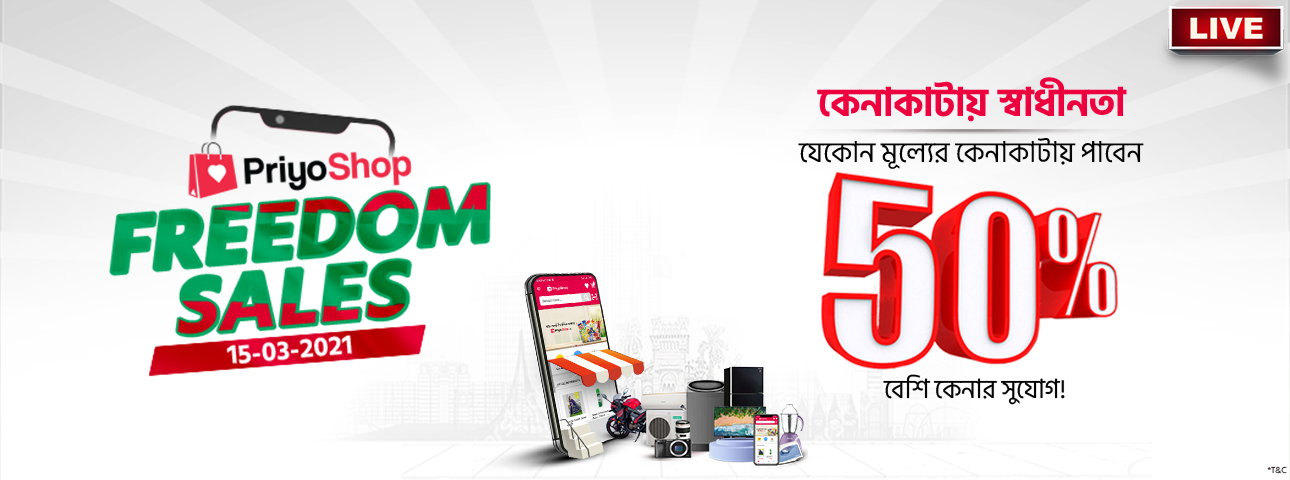 LIVE
PriyoShop
FREEDOM
SALES
15-03-2021
কেনাকাটায় স্বাধীনতা
যেকোন মূল্যের কেনাকাটায় পাবেন
50%
বেশি কেনার সুযোগ!
*T&C